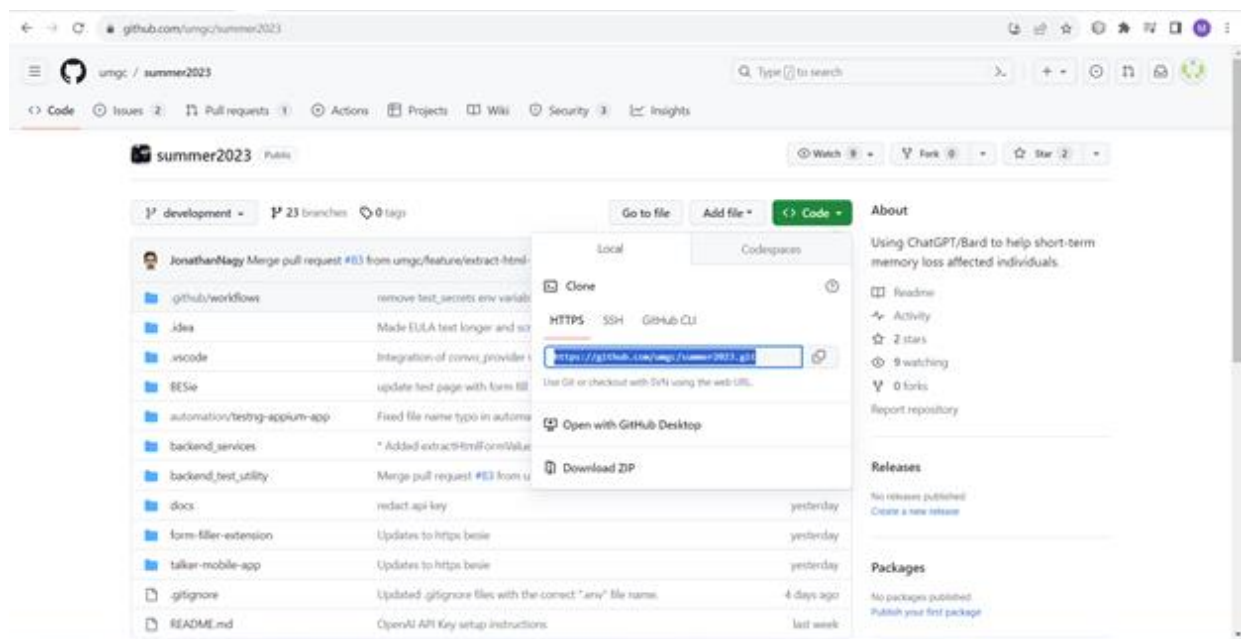 github.com/umgc/summer2023
umgc / summer2023
Type / to search
Code Issues 2 Pull requests 1 Actions Projects Wiki Security 3 Insights
summer2023 Public
Watch 9 Fork 0 Star 2
development 23 branches 0 tags
Go to file Add file Code
JonathanNagy Merge pull request #83 from umgc/feature/extract-html-
.github/workflows remove test_secrets env variab
.idea Made EULA text longer and scr
.vscode Integration of convo_provider
BESie update test page with form fill
automation/testng-appium-app Fixed file name typo in automa
backend_services * Added extractHtmlFormValue
backend_test_utility Merge pull request #83 from u
docs redact api key yesterday
form-filler-extension Updates to https besie yesterday
talker-mobile-app Updates to https besie yesterday
.gitignore Updated .gitignore files with the correct ".env" file name. 4 days ago
README.md OpenAI API Key setup instructions last week
Local Codespaces
Clone
HTTPS SSH GitHub CLI
https://github.com/umgc/summer2023.git
Use Git or checkout with SVN using the web URL.
Open with GitHub Desktop
Download ZIP
About
Using ChatGPT/Bard to help short-term
memory loss affected individuals.
Readme
Activity
2 stars
9 watching
0 forks
Report repository
Releases
No releases published
Create a new release
Packages
No packages published
Publish your first package